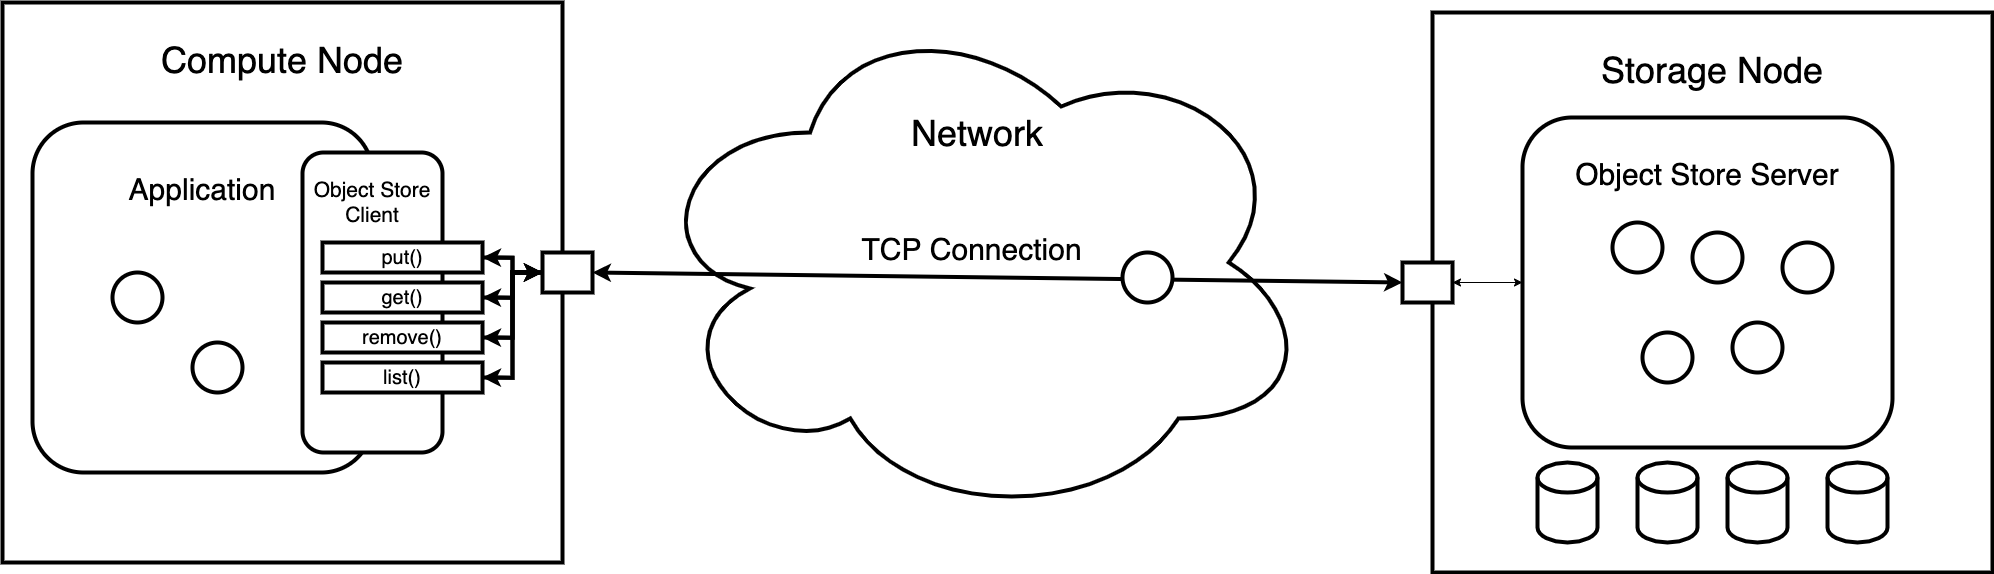 Compute Node
Application
Object Store
Client
put()
get()
remove()
list()
Network
TCP Connection
Storage Node
Object Store Server